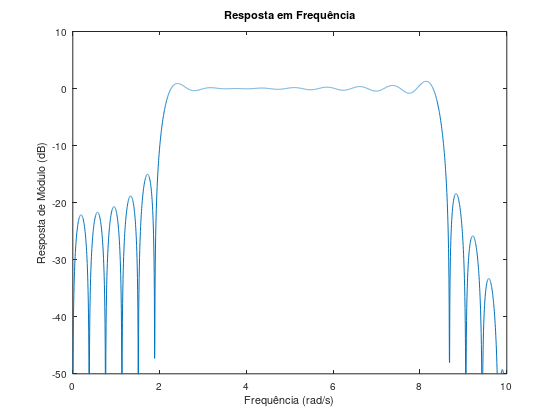 Resposta em Frequência
10
0
-10
-20
-30
-40
-50
Resposta de Módulo (dB)
0 2 4 6 8 10
Frequência (rad/s)